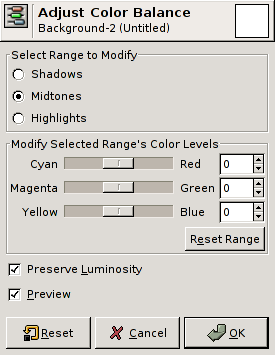 Adjust Color Balance
Background-2 (Untitled)
Select Range to Modify
Shadows
Midtones
Highlights
Modify Selected Range's Color Levels
Cyan Red 0
Magenta Green 0
Yellow Blue 0
Reset Range
Preserve Luminosity
Preview
Reset Cancel OK